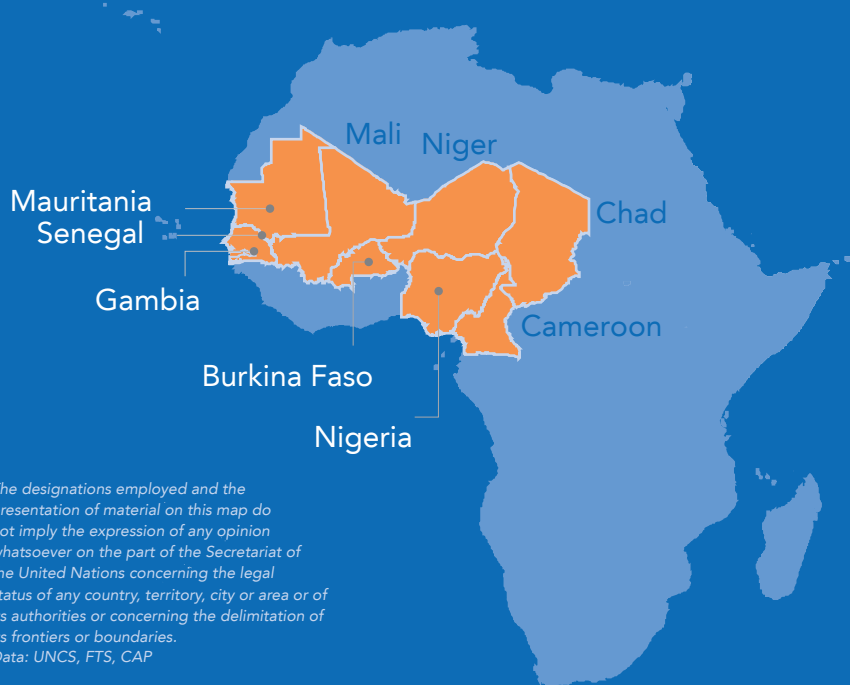 Mali
Niger
Mauritania
Chad
Senegal
Gambia
Cameroon
Burkina Faso
Nigeria
he designations employed and the
resentation of material on this map do
ot imply the expression of any opinion
whatsoever on the part of the Secretariat of
he United Nations concerning the legal
tatus of any country, territory, city or area or of
ts authorities or concerning the delimitation of
ts frontiers or boundaries.
Data: UNCS, FTS, CAP